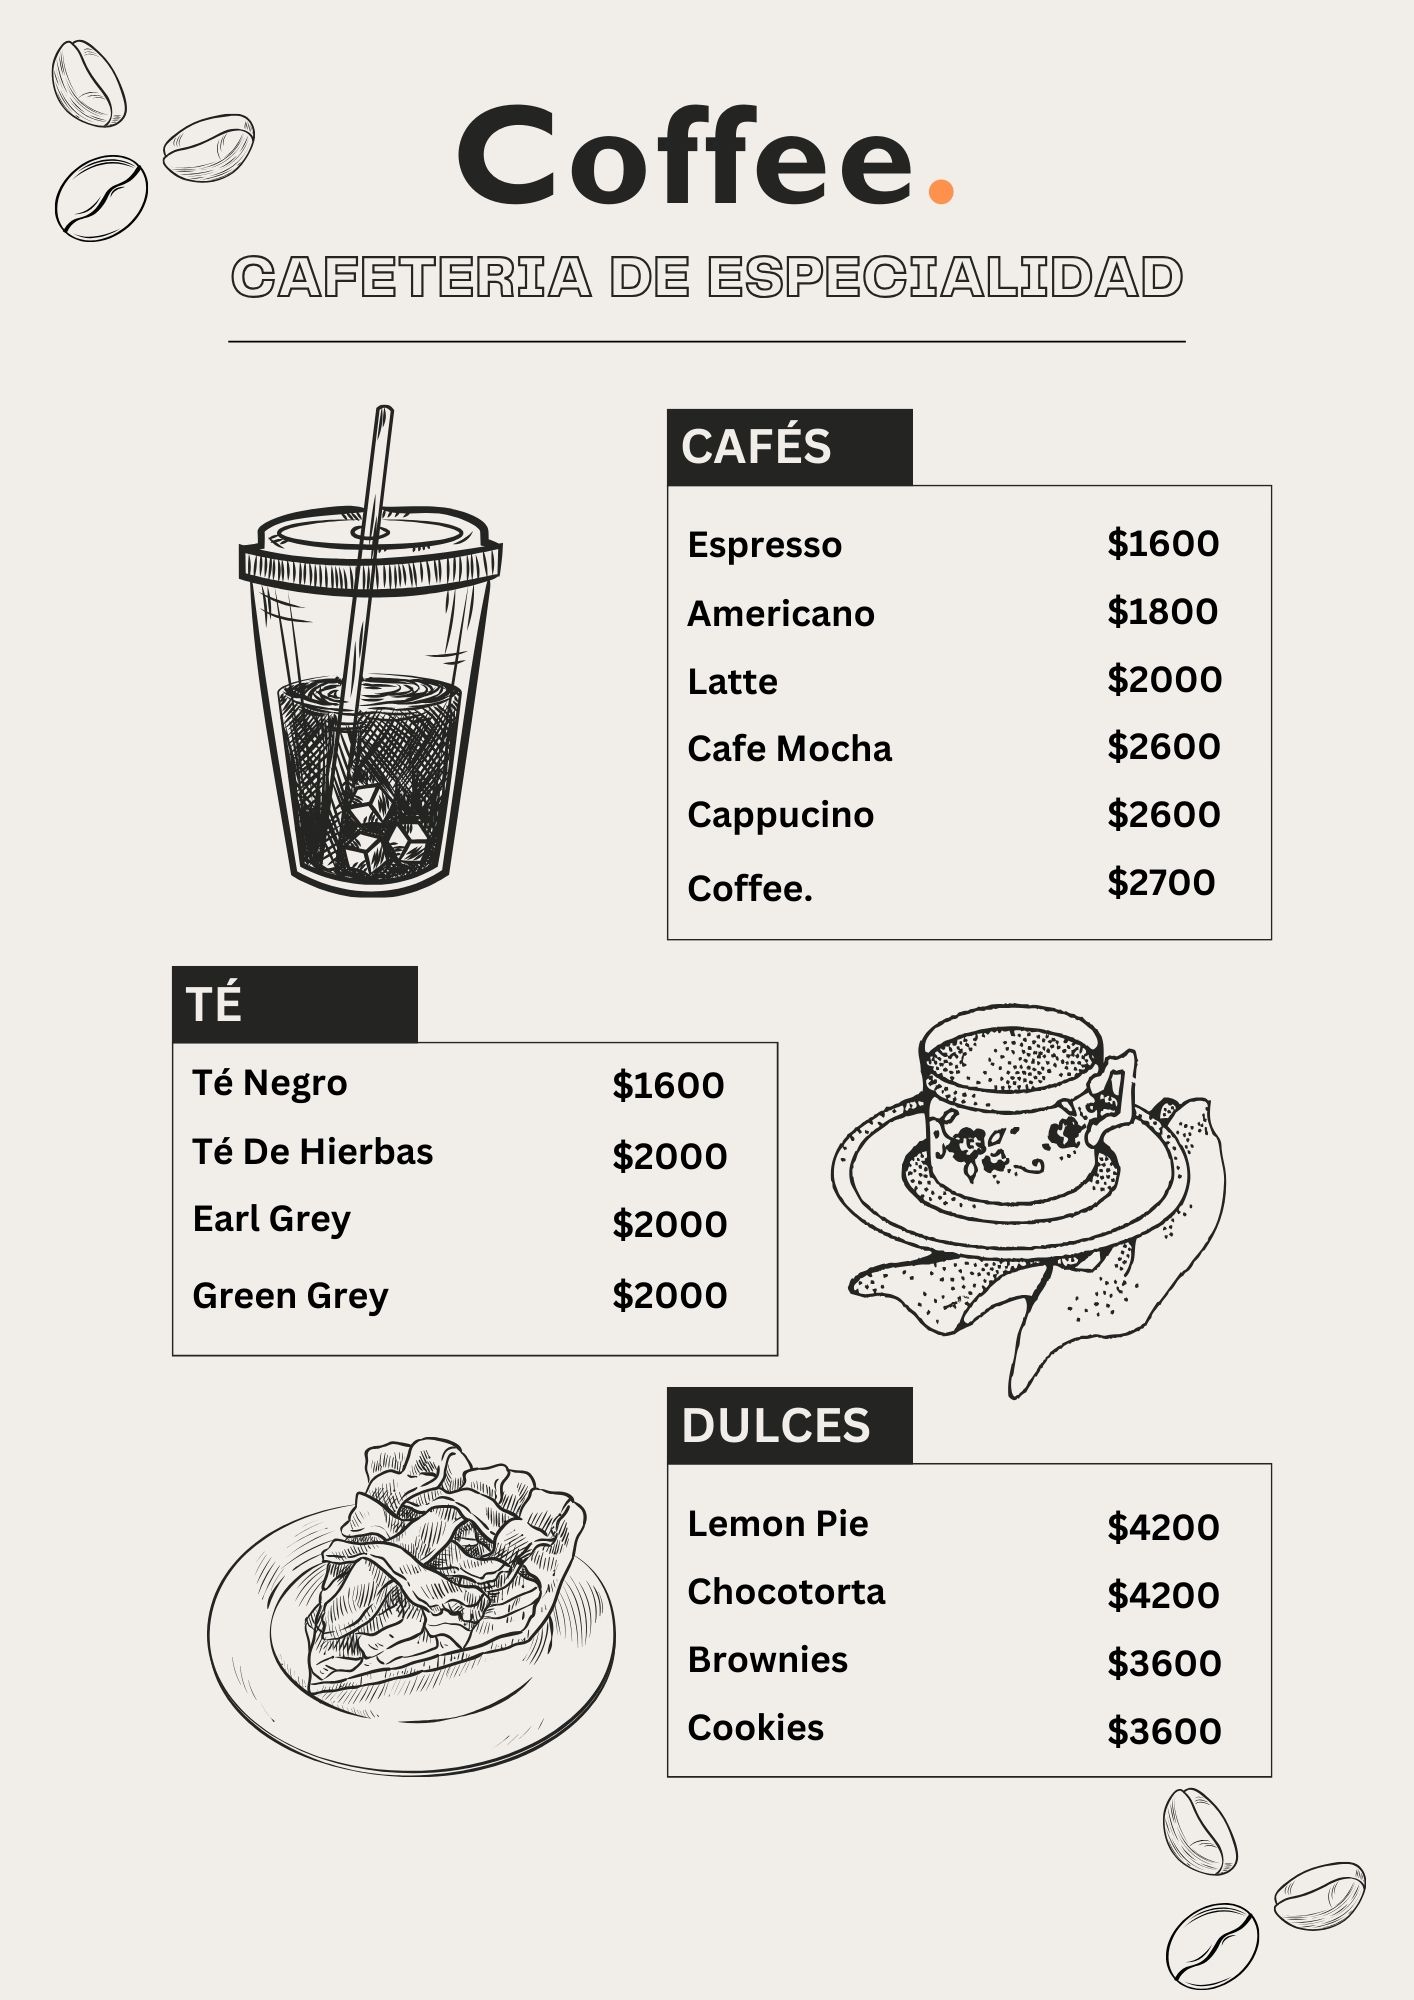 Coffee.
CAFETERIA DE ESPECIALIDAD
CAFÉS
Espresso $1600
Americano $1800
Latte $2000
Cafe Mocha $2600
Cappucino $2600
Coffee. $2700
TÉ
Té Negro $1600
Té De Hierbas $2000
Earl Grey $2000
Green Grey $2000
DULCES
Lemon Pie $4200
Chocotorta $4200
Brownies $3600
Cookies $3600